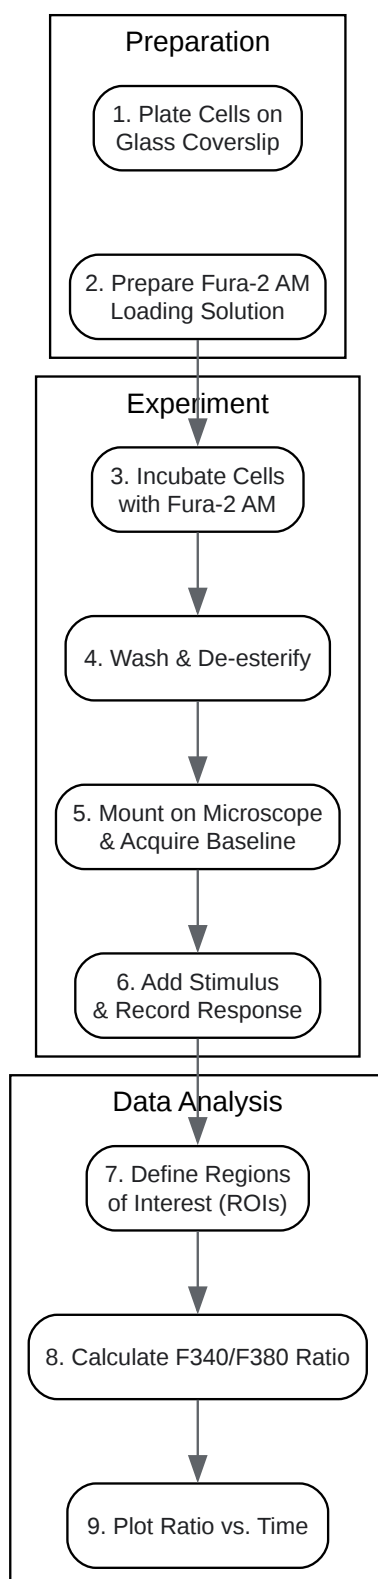 Preparation
1. Plate Cells on
Glass Coverslip
2. Prepare Fura-2 AM
Loading Solution
Experiment
3. Incubate Cells
with Fura-2 AM
4. Wash & De-esterify
5. Mount on Microscope
& Acquire Baseline
6. Add Stimulus
& Record Response
Data Analysis
7. Define Regions
of Interest (ROIs)
8. Calculate F340/F380 Ratio
9. Plot Ratio vs. Time